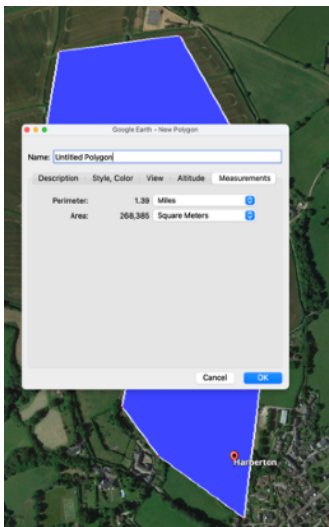 Google Earth - New Polygon
Name: Untitled Polygon
Description Style, Color View Altitude Measurements
Perimeter: 1.39 Miles
Area: 268,385 Square Meters
Cancel OK
Harberton